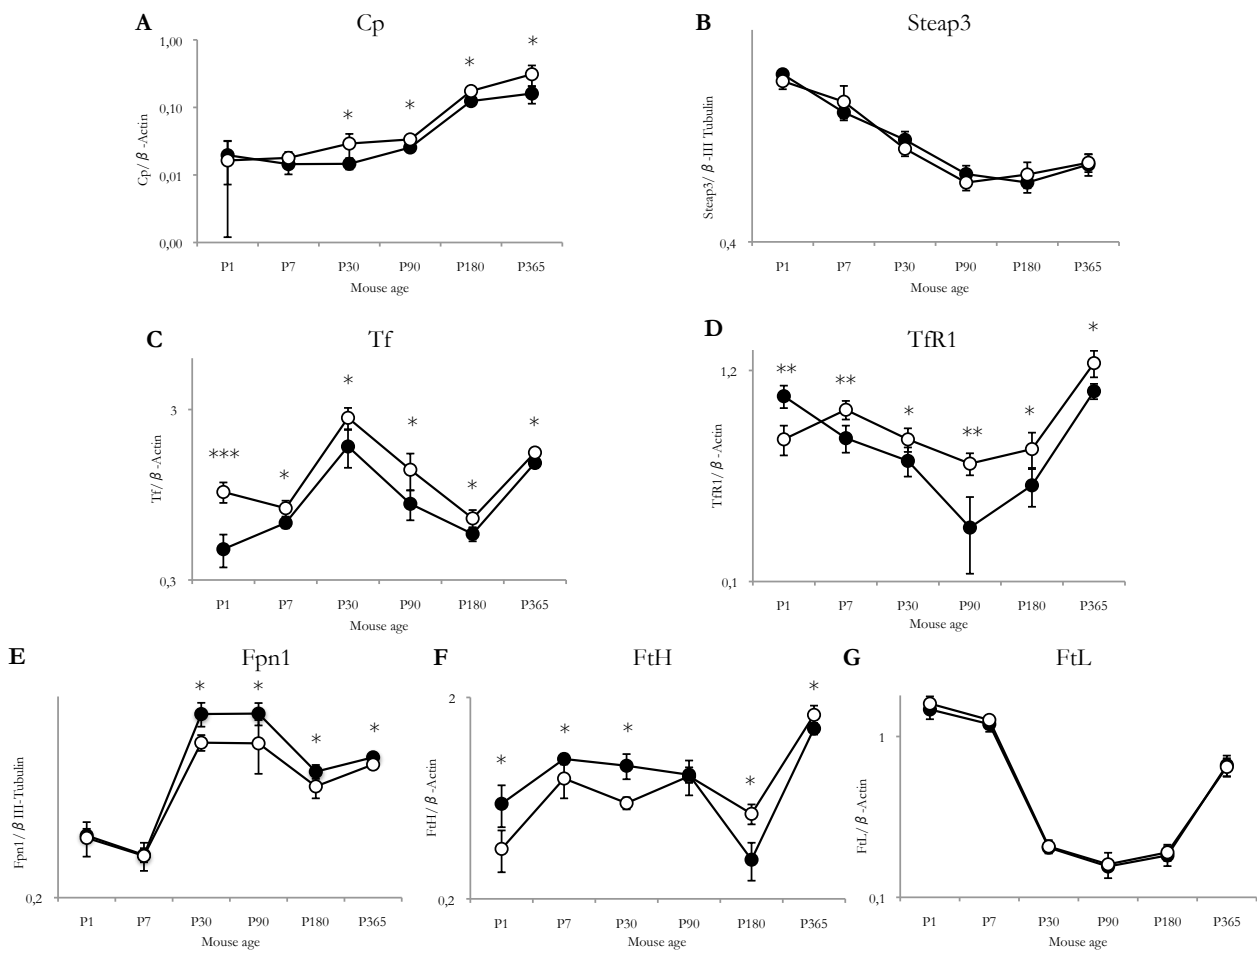 A
Cp
1,00
0,10
0,01
0,00
Cp/ β -Actin
*
*
*
*
P1 P7 P30 P90 P180 P365
Mouse age
B
Steap3
0,4
Steap3/ β -III Tubulin
P1 P7 P30 P90 P180 P365
Mouse age
C
Tf
3
0,3
Tf/ β -Actin
***
*
*
*
*
*
P1 P7 P30 P90 P180 P365
Mouse age
D
TfR1
1,2
0,1
TfR1/ β -Actin
**
**
*
**
*
*
P1 P7 P30 P90 P180 P365
Mouse age
E
Fpn1
0,2
Fpn1/ β III-Tubulin
*
*
*
*
P1 P7 P30 P90 P180 P365
Mouse age
F
FtH
2
0,2
FtH/ β -Actin
*
*
*
*
*
P1 P7 P30 P90 P180 P365
Mouse age
G
FtL
1
0,1
FtL/ β -Actin
P1 P7 P30 P90 P180 P365
Mouse age